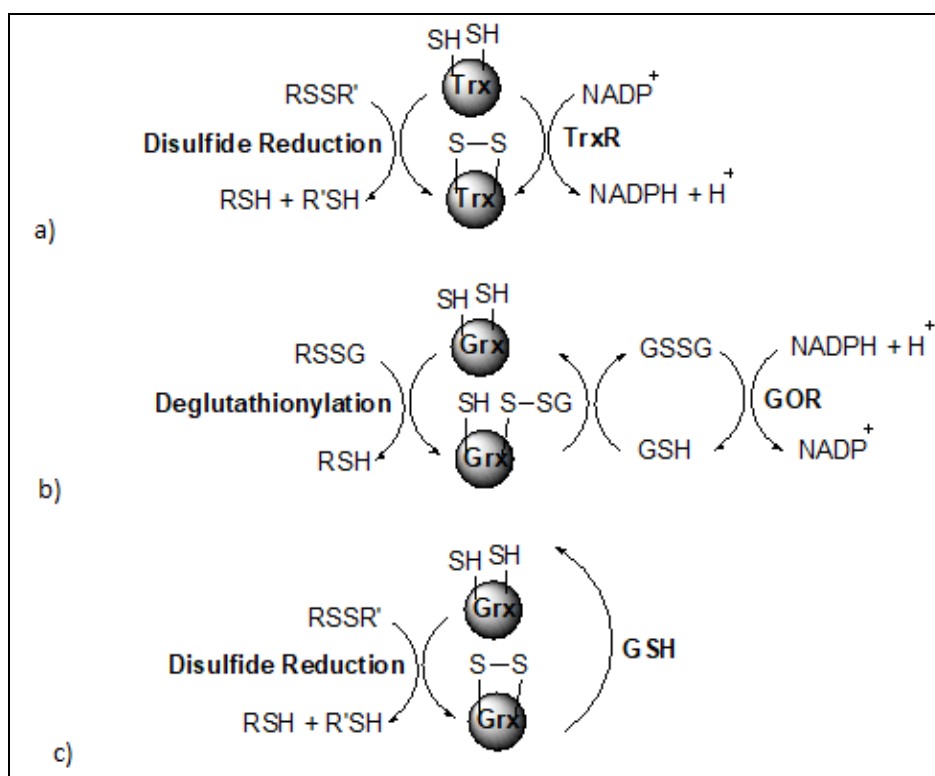 SH SH
Trx
RSSR'
NADP+
Disulfide Reduction
S–S
TrxR
RSH + R'SH
Trx
NADPH + H+
a)
SH SH
Grx
RSSG
GSSG
NADPH + H+
Deglutathionylation
SH S–SG
GOR
RSH
Grx
GSH
NADP+
b)
SH SH
Grx
RSSR'
Disulfide Reduction
S–S
GSH
RSH + R'SH
Grx
c)